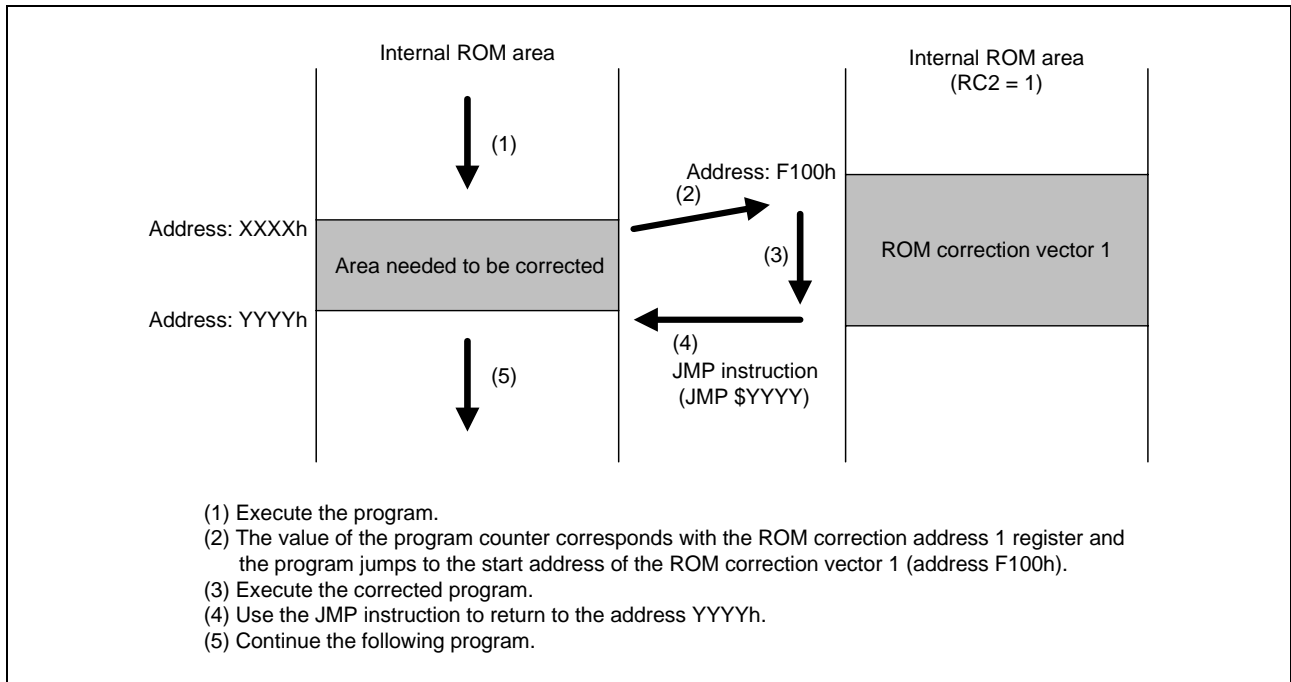 Internal ROM area
Internal ROM area
(RC2 = 1)
(1)
Address: F100h
(2)
Address: XXXXh
Area needed to be corrected
(3)
ROM correction vector 1
Address: YYYYh
(4)
JMP instruction
(JMP $YYYY)
(5)
(1) Execute the program.
(2) The value of the program counter corresponds with the ROM correction address 1 register and
the program jumps to the start address of the ROM correction vector 1 (address F100h).
(3) Execute the corrected program.
(4) Use the JMP instruction to return to the address YYYYh.
(5) Continue the following program.